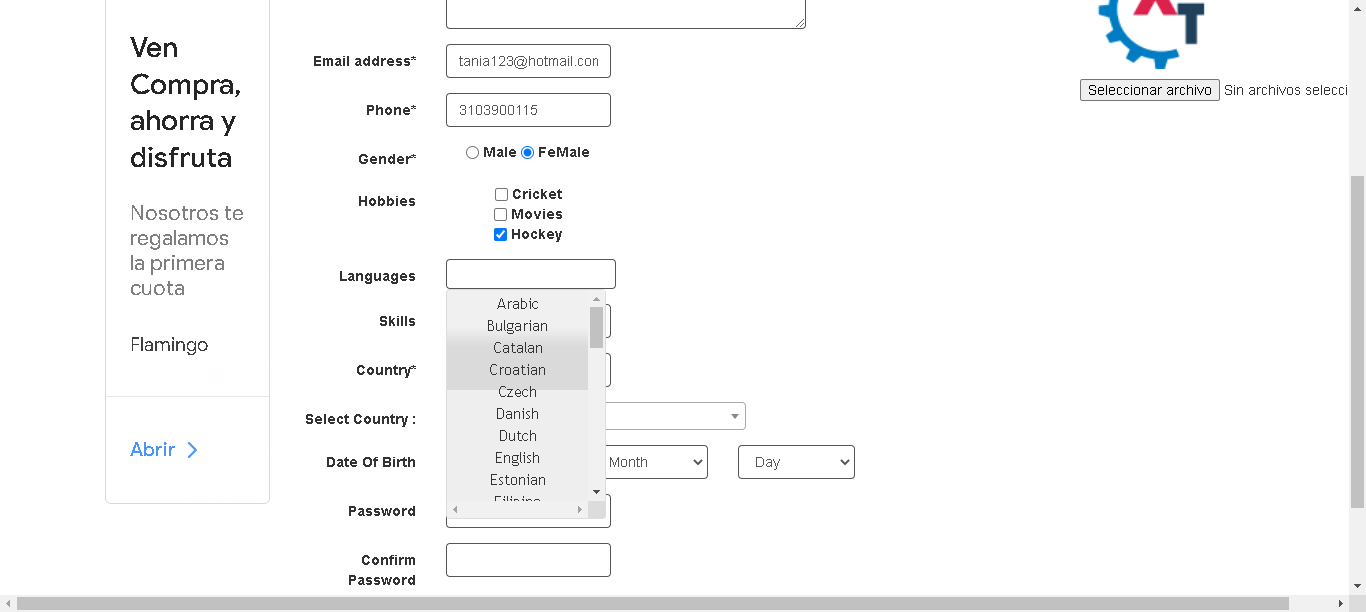 Ven
Compra,
ahorra y
disfruta
Nosotros te
regalamos
la primera
cuota
Flamingo
Abrir
Email address*
tania123@hotmail.con
Phone*
3103900115
Gender*
Male FeMale
Hobbies
Cricket
Movies
Hockey
Languages
Arabic
Bulgarian
Catalan
Croatian
Czech
Danish
Dutch
English
Estonian
Filipino
Skills
Country*
Select Country :
Date Of Birth
Month
Day
Password
Confirm
Password
XT
Seleccionar archivo Sin archivos selecci